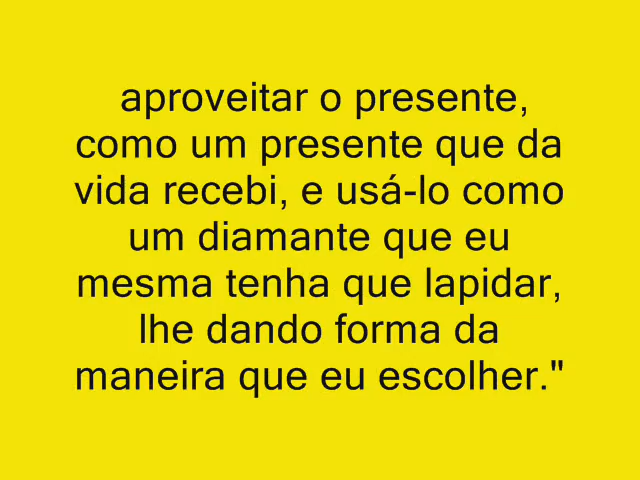 aproveitar o presente,
como um presente que da
vida recebi, e usá-lo como
um diamante que eu
mesma tenha que lapidar,
lhe dando forma da
maneira que eu escolher."